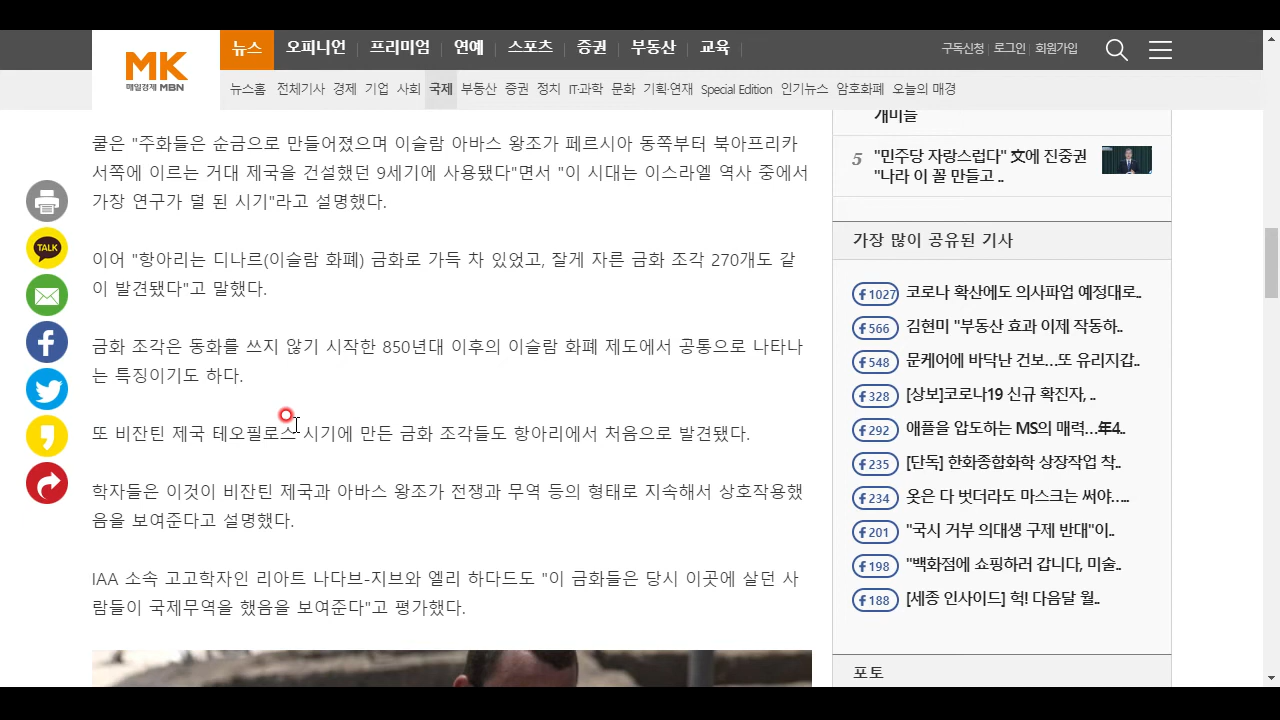 MK
매일경제 MBN
뉴스
오피니언
프리미엄
연예
스포츠
증권
부동산
교육
구독신청
로그인
회원가입
뉴스홈 전체기사 경제 기업 사회 국제 부동산 증권 정치 IT·과학 문화 기획·연재 Special Edition 인기뉴스 암호화폐 오늘의 매경
쿨은 "주화들은 순금으로 만들어졌으며 이슬람 아바스 왕조가 페르시아 동쪽부터 북아프리카
서쪽에 이르는 거대 제국을 건설했던 9세기에 사용됐다"면서 "이 시대는 이스라엘 역사 중에서
가장 연구가 덜 된 시기"라고 설명했다.
이어 "항아리는 디나르(이슬람 화폐) 금화로 가득 차 있었고, 잘게 자른 금화 조각 270개도 같
이 발견됐다"고 말했다.
금화 조각은 동화를 쓰지 않기 시작한 850년대 이후의 이슬람 화폐 제도에서 공통으로 나타나
는 특징이기도 하다.
또 비잔틴 제국 테오필로스 시기에 만든 금화 조각들도 항아리에서 처음으로 발견됐다.
학자들은 이것이 비잔틴 제국과 아바스 왕조가 전쟁과 무역 등의 형태로 지속해서 상호작용했
음을 보여준다고 설명했다.
IAA 소속 고고학자인 리아트 나다브-지브와 엘리 하다드도 "이 금화들은 당시 이곳에 살던 사
람들이 국제무역을 했음을 보여준다"고 평가했다.
TALK
개미들
5 "민주당 자랑스럽다" 文에 진중권
"나라 이 꼴 만들고 ..
가장 많이 공유된 기사
f 1027 코로나 확산에도 의사파업 예정대로..
f 566 김현미 "부동산 효과 이제 작동하..
f 548 문케어에 바닥난 건보…또 유리지갑..
f 328 [상보]코로나19 신규 확진자, ..
f 292 애플을 압도하는 MS의 매력…年4..
f 235 [단독] 한화종합화학 상장작업 착..
f 234 옷은 다 벗더라도 마스크는 써야…..
f 201 "국시 거부 의대생 구제 반대"이..
f 198 "백화점에 쇼핑하러 갑니다, 미술..
f 188 [세종 인사이드] 헉! 다음달 월..
포토